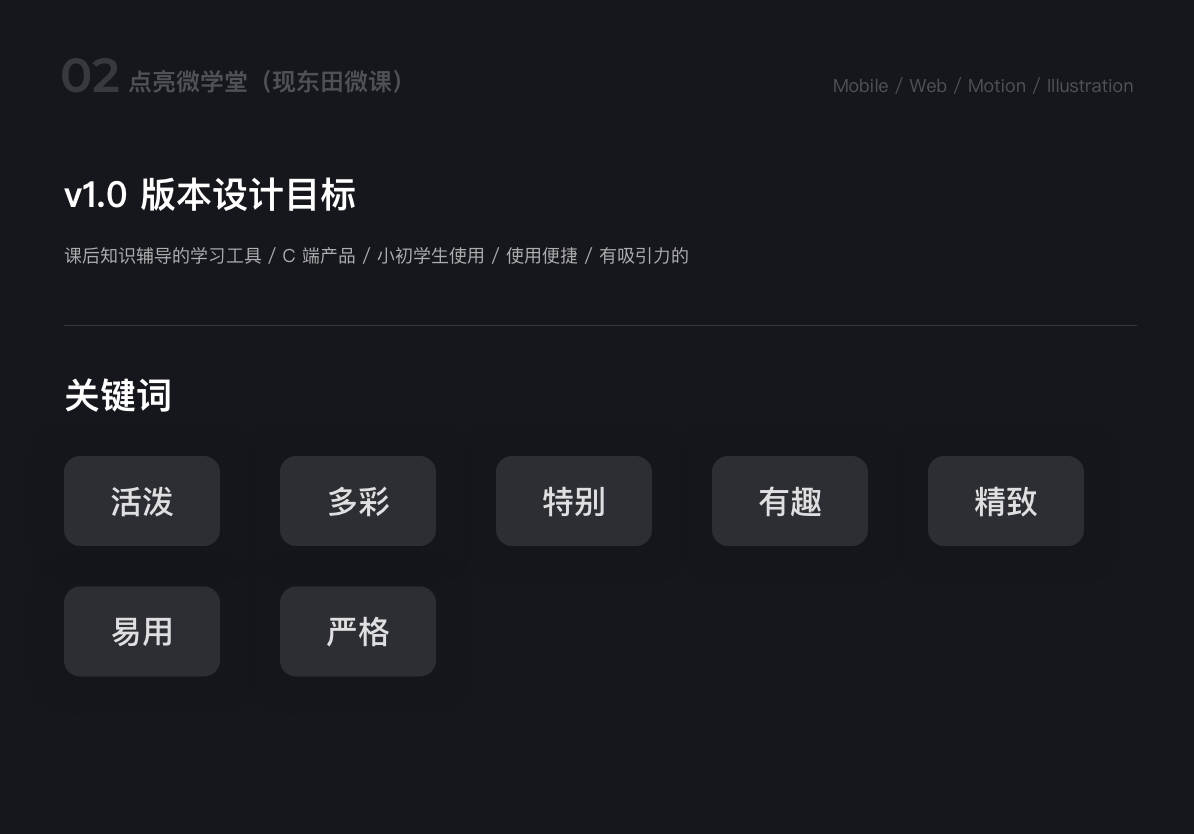 02 点亮微学堂（现东田微课）
Mobile / Web / Motion / Illustration
v1.0 版本设计目标
课后知识辅导的学习工具 / C 端产品 / 小初学生使用 / 使用便捷 / 有吸引力的
关键词
活泼 多彩 特别 有趣 精致
易用 严格